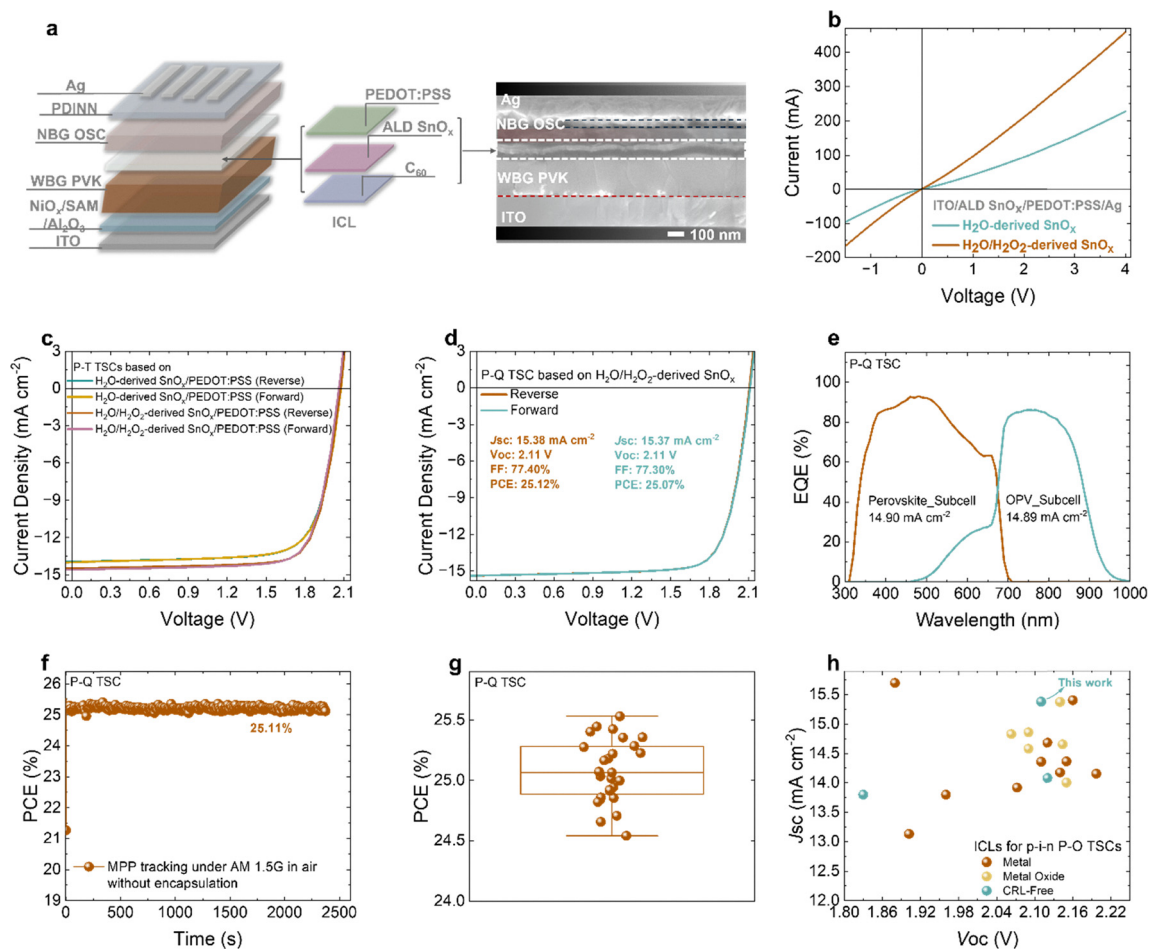 a
Ag
PDINN
NBG OSC
WBG PVK
NiOx/SAM
/Al2O3
ITO
PEDOT:PSS
ALD SnOx
C60
ICL
Ag
NBG OSC
WBG PVK
ITO
100 nm
b
Current (mA)
400
300
200
100
0
−100
−200
ITO/ALD SnOx/PEDOT:PSS/Ag
H2O-derived SnOx
H2O/H2O2-derived SnOx
−1 0 1 2 3 4
Voltage (V)
c
Current Density (mA cm-2)
3
0
−3
−6
−9
−12
−15
P-T TSCs based on
H2O-derived SnOx/PEDOT:PSS (Reverse)
H2O-derived SnOx/PEDOT:PSS (Forward)
H2O/H2O2-derived SnOx/PEDOT:PSS (Reverse)
H2O/H2O2-derived SnOx/PEDOT:PSS (Forward)
0.0 0.3 0.6 0.9 1.2 1.5 1.8 2.1
Voltage (V)
d
Current Density (mA cm-2)
3
0
−3
−6
−9
−12
−15
P-Q TSC based on H2O/H2O2-derived SnOx
Reverse
Forward
Jsc: 15.38 mA cm-2
Voc: 2.11 V
FF: 77.40%
PCE: 25.12%
Jsc: 15.37 mA cm-2
Voc: 2.11 V
FF: 77.30%
PCE: 25.07%
0.0 0.3 0.6 0.9 1.2 1.5 1.8 2.1
Voltage (V)
e
EQE (%)
100
80
60
40
20
0
P-Q TSC
Perovskite_Subcell
14.90 mA cm-2
OPV_Subcell
14.89 mA cm-2
300 400 500 600 700 800 900 1000
Wavelength (nm)
f
PCE (%)
26
25
24
23
22
21
20
19
P-Q TSC
25.11%
MPP tracking under AM 1.5G in air
without encapsulation
0 500 1000 1500 2000 2500
Time (s)
g
PCE (%)
25.5
25.0
24.5
24.0
P-Q TSC
h
Jsc (mA cm-2)
15.5
15.0
14.5
14.0
13.5
13.0
12.5
12.0
This work
ICLs for p-i-n P-O TSCs
Metal
Metal Oxide
CRL-Free
1.80 1.86 1.92 1.98 2.04 2.10 2.16 2.22
Voc (V)